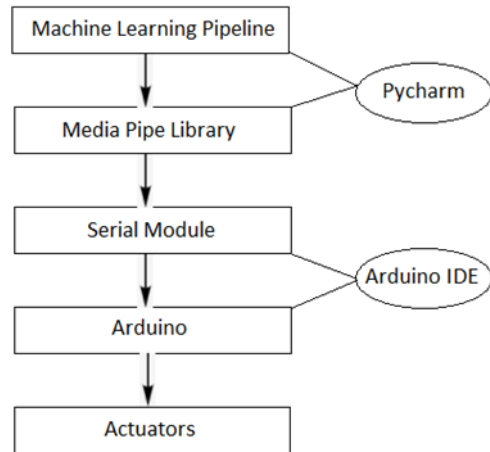 Machine Learning Pipeline
Pycharm
Media Pipe Library
Serial Module
Arduino IDE
Arduino
Actuators